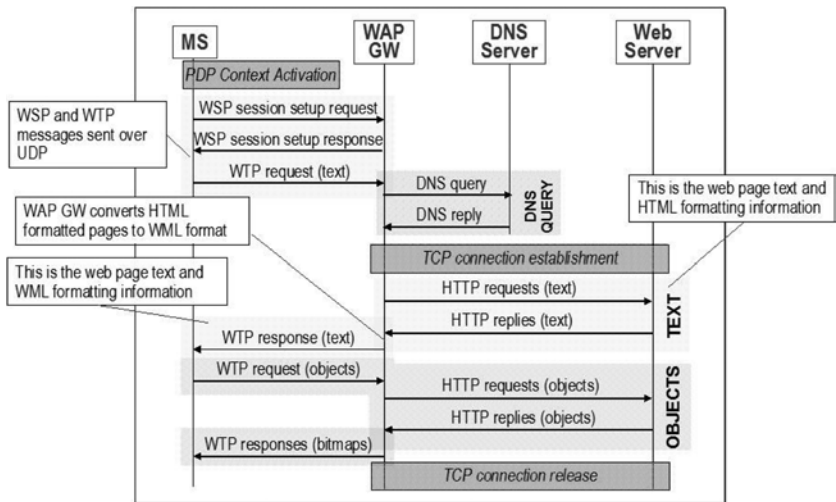 MS
WAP
GW
DNS
Server
Web
Server
PDP Context Activation
WSP and WTP
messages sent over
UDP
WSP session setup request
WSP session setup response
WTP request (text)
DNS query
DNS reply
DNS
QUERY
This is the web page text and
HTML formatting information
WAP GW converts HTML
formatted pages to WML format
TCP connection establishment
This is the web page text and
WML formatting information
HTTP requests (text)
HTTP replies (text)
TEXT
WTP response (text)
WTP request (objects)
HTTP requests (objects)
HTTP replies (objects)
OBJECTS
WTP responses (bitmaps)
TCP connection release